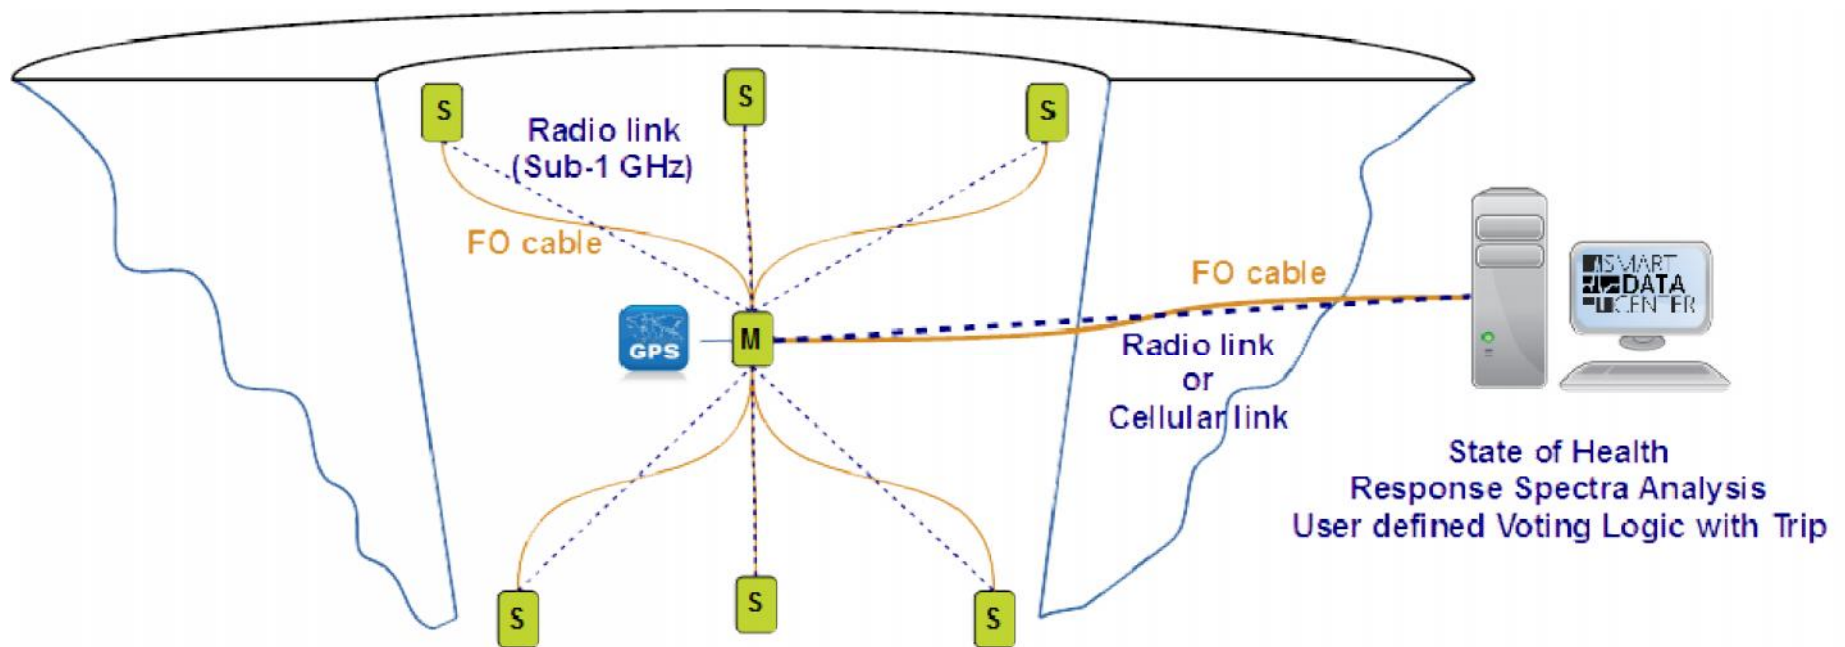 S
S
S
Radio link
(Sub-1 GHz)
FO cable
FO cable
GPS
M
Radio link
or
Cellular link
SMART
DATA
CENTER
State of Health
Response Spectra Analysis
User defined Voting Logic with Trip
S
S
S